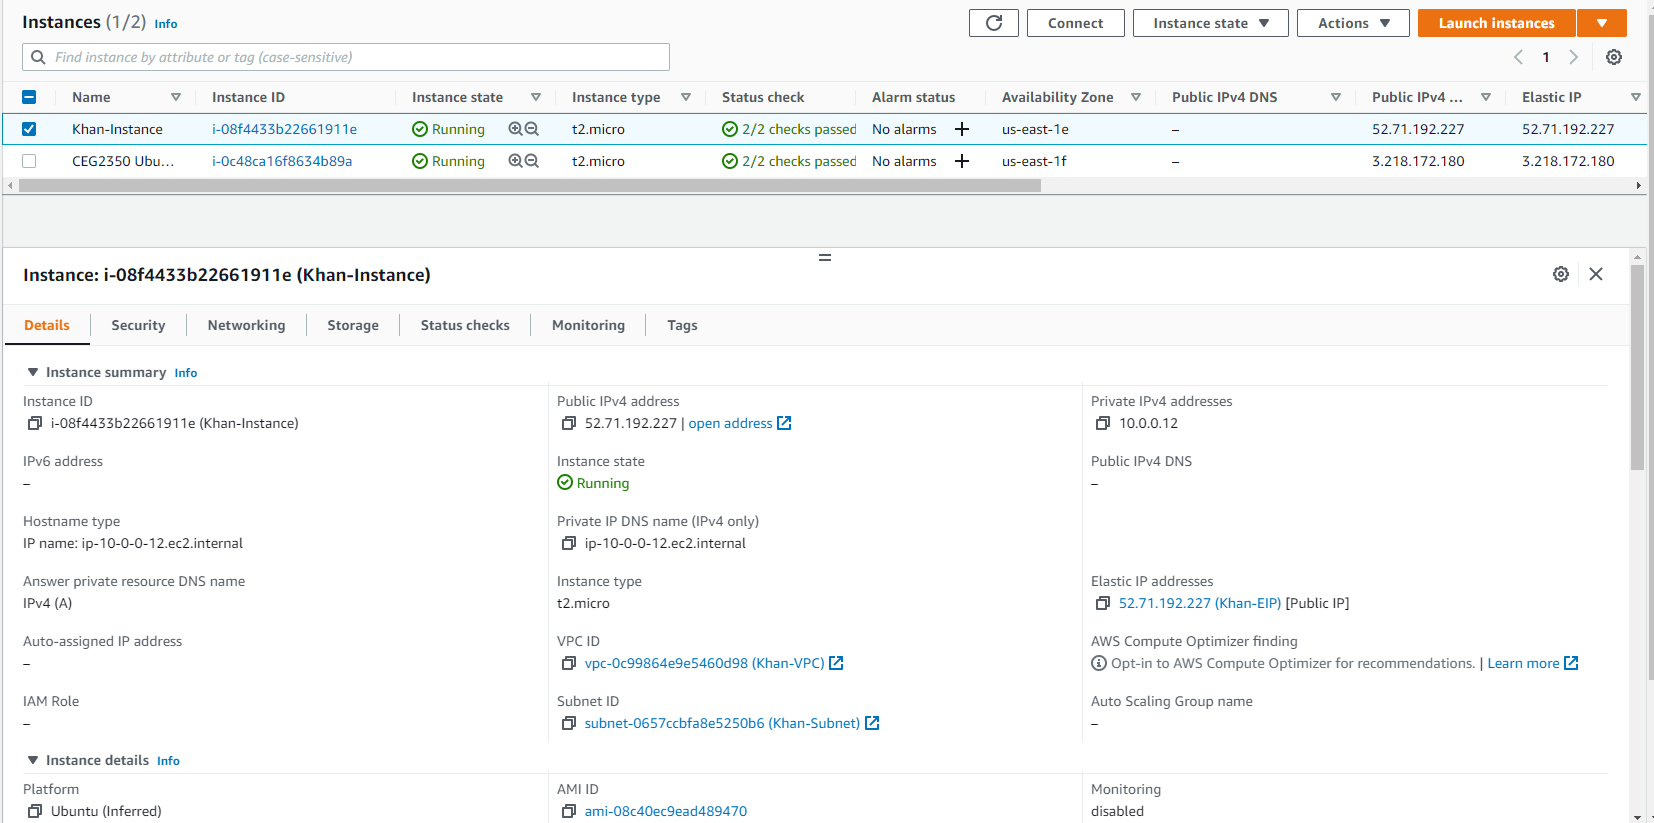 Instances (1/2) Info
Connect Instance state Actions Launch instances
Find instance by attribute or tag (case-sensitive) 1
Name Instance ID Instance state Instance type Status check Alarm status Availability Zone Public IPv4 DNS Public IPv4 ... Elastic IP
Khan-Instance i-08f4433b22661911e Running t2.micro 2/2 checks passed No alarms + us-east-1e – 52.71.192.227 52.71.192.227
CEG2350 Ubu... i-0c48ca16f8634b89a Running t2.micro 2/2 checks passed No alarms + us-east-1f – 3.218.172.180 3.218.172.180
Instance: i-08f4433b22661911e (Khan-Instance)
Details Security Networking Storage Status checks Monitoring Tags
Instance summary Info
Instance ID Public IPv4 address Private IPv4 addresses
i-08f4433b22661911e (Khan-Instance) 52.71.192.227 | open address 10.0.0.12
IPv6 address Instance state Public IPv4 DNS
– Running –
Hostname type Private IP DNS name (IPv4 only)
IP name: ip-10-0-0-12.ec2.internal ip-10-0-0-12.ec2.internal
Answer private resource DNS name Instance type Elastic IP addresses
IPv4 (A) t2.micro 52.71.192.227 (Khan-EIP) [Public IP]
Auto-assigned IP address VPC ID AWS Compute Optimizer finding
– vpc-0c99864e9e5460d98 (Khan-VPC) Opt-in to AWS Compute Optimizer for recommendations. | Learn more
IAM Role Subnet ID Auto Scaling Group name
– subnet-0657ccbfa8e5250b6 (Khan-Subnet) –
Instance details Info
Platform AMI ID Monitoring
Ubuntu (Inferred) ami-08c40ec9ead489470 disabled